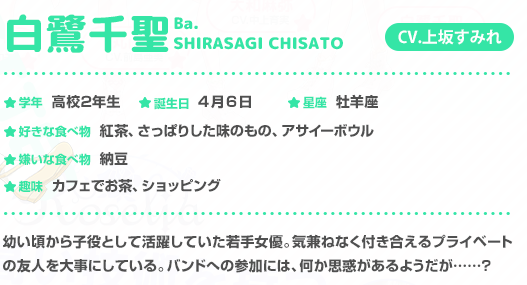 白鷺千聖 Ba. SHIRASAGI CHISATO CV.上坂すみれ
学年 高校2年生 誕生日 4月6日 星座 牡羊座
好きな食べ物 紅茶、さっぱりした味のもの、アサイーボウル
嫌いな食べ物 納豆
趣味 カフェでお茶、ショッピング
幼い頃から子役として活躍していた若手女優。気兼ねなく付き合えるプライベート
の友人を大事にしている。バンドへの参加には、何か思惑があるようだが……?